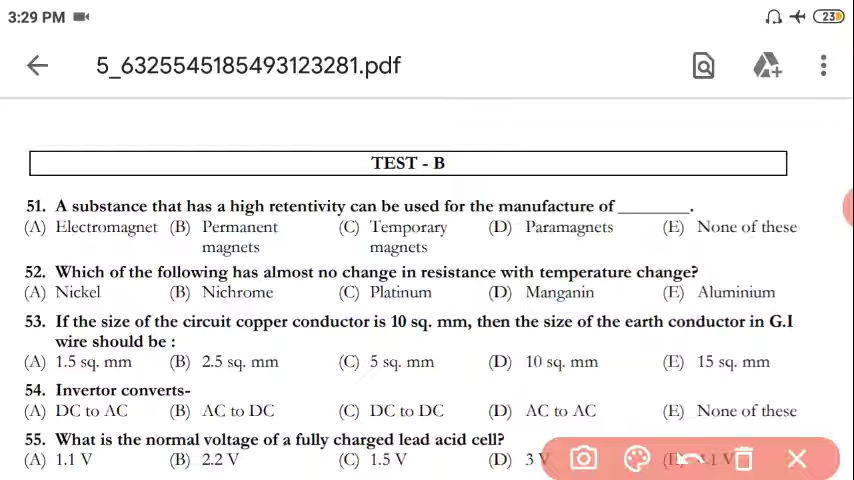 3:29 PM
23
5_6325545185493123281.pdf
TEST - B
51. A substance that has a high retentivity can be used for the manufacture of ________.
(A) Electromagnet (B) Permanent magnets (C) Temporary magnets (D) Paramagnets (E) None of these
52. Which of the following has almost no change in resistance with temperature change?
(A) Nickel (B) Nichrome (C) Platinum (D) Manganin (E) Aluminium
53. If the size of the circuit copper conductor is 10 sq. mm, then the size of the earth conductor in G.I
wire should be :
(A) 1.5 sq. mm (B) 2.5 sq. mm (C) 5 sq. mm (D) 10 sq. mm (E) 15 sq. mm
54. Invertor converts-
(A) DC to AC (B) AC to DC (C) DC to DC (D) AC to AC (E) None of these
55. What is the normal voltage of a fully charged lead acid cell?
(A) 1.1 V (B) 2.2 V (C) 1.5 V (D) 3 V